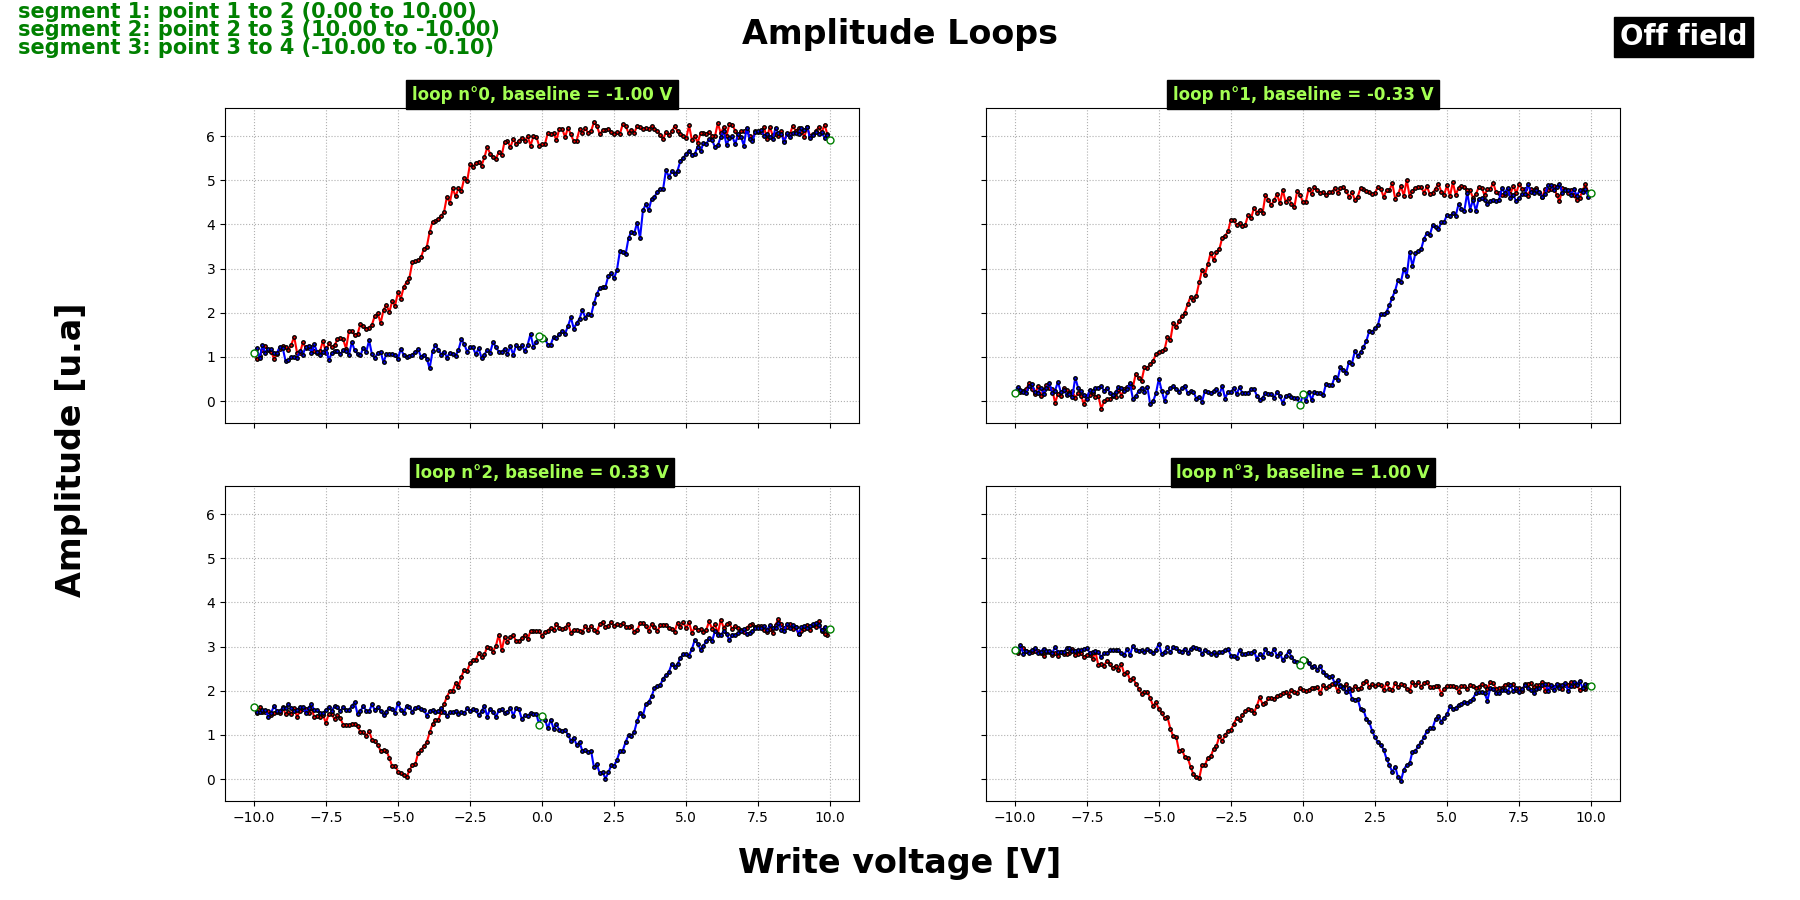 segment 1: point 1 to 2 (0.00 to 10.00)
segment 2: point 2 to 3 (10.00 to -10.00)
segment 3: point 3 to 4 (-10.00 to -0.10)
Amplitude Loops
Off field
loop n°0, baseline = -1.00 V
loop n°1, baseline = -0.33 V
6
5
4
3
2
1
0
Amplitude [u.a]
loop n°2, baseline = 0.33 V
loop n°3, baseline = 1.00 V
6
5
4
3
2
1
0
−10.0 −7.5 −5.0 −2.5 0.0 2.5 5.0 7.5 10.0
−10.0 −7.5 −5.0 −2.5 0.0 2.5 5.0 7.5 10.0
Write voltage [V]